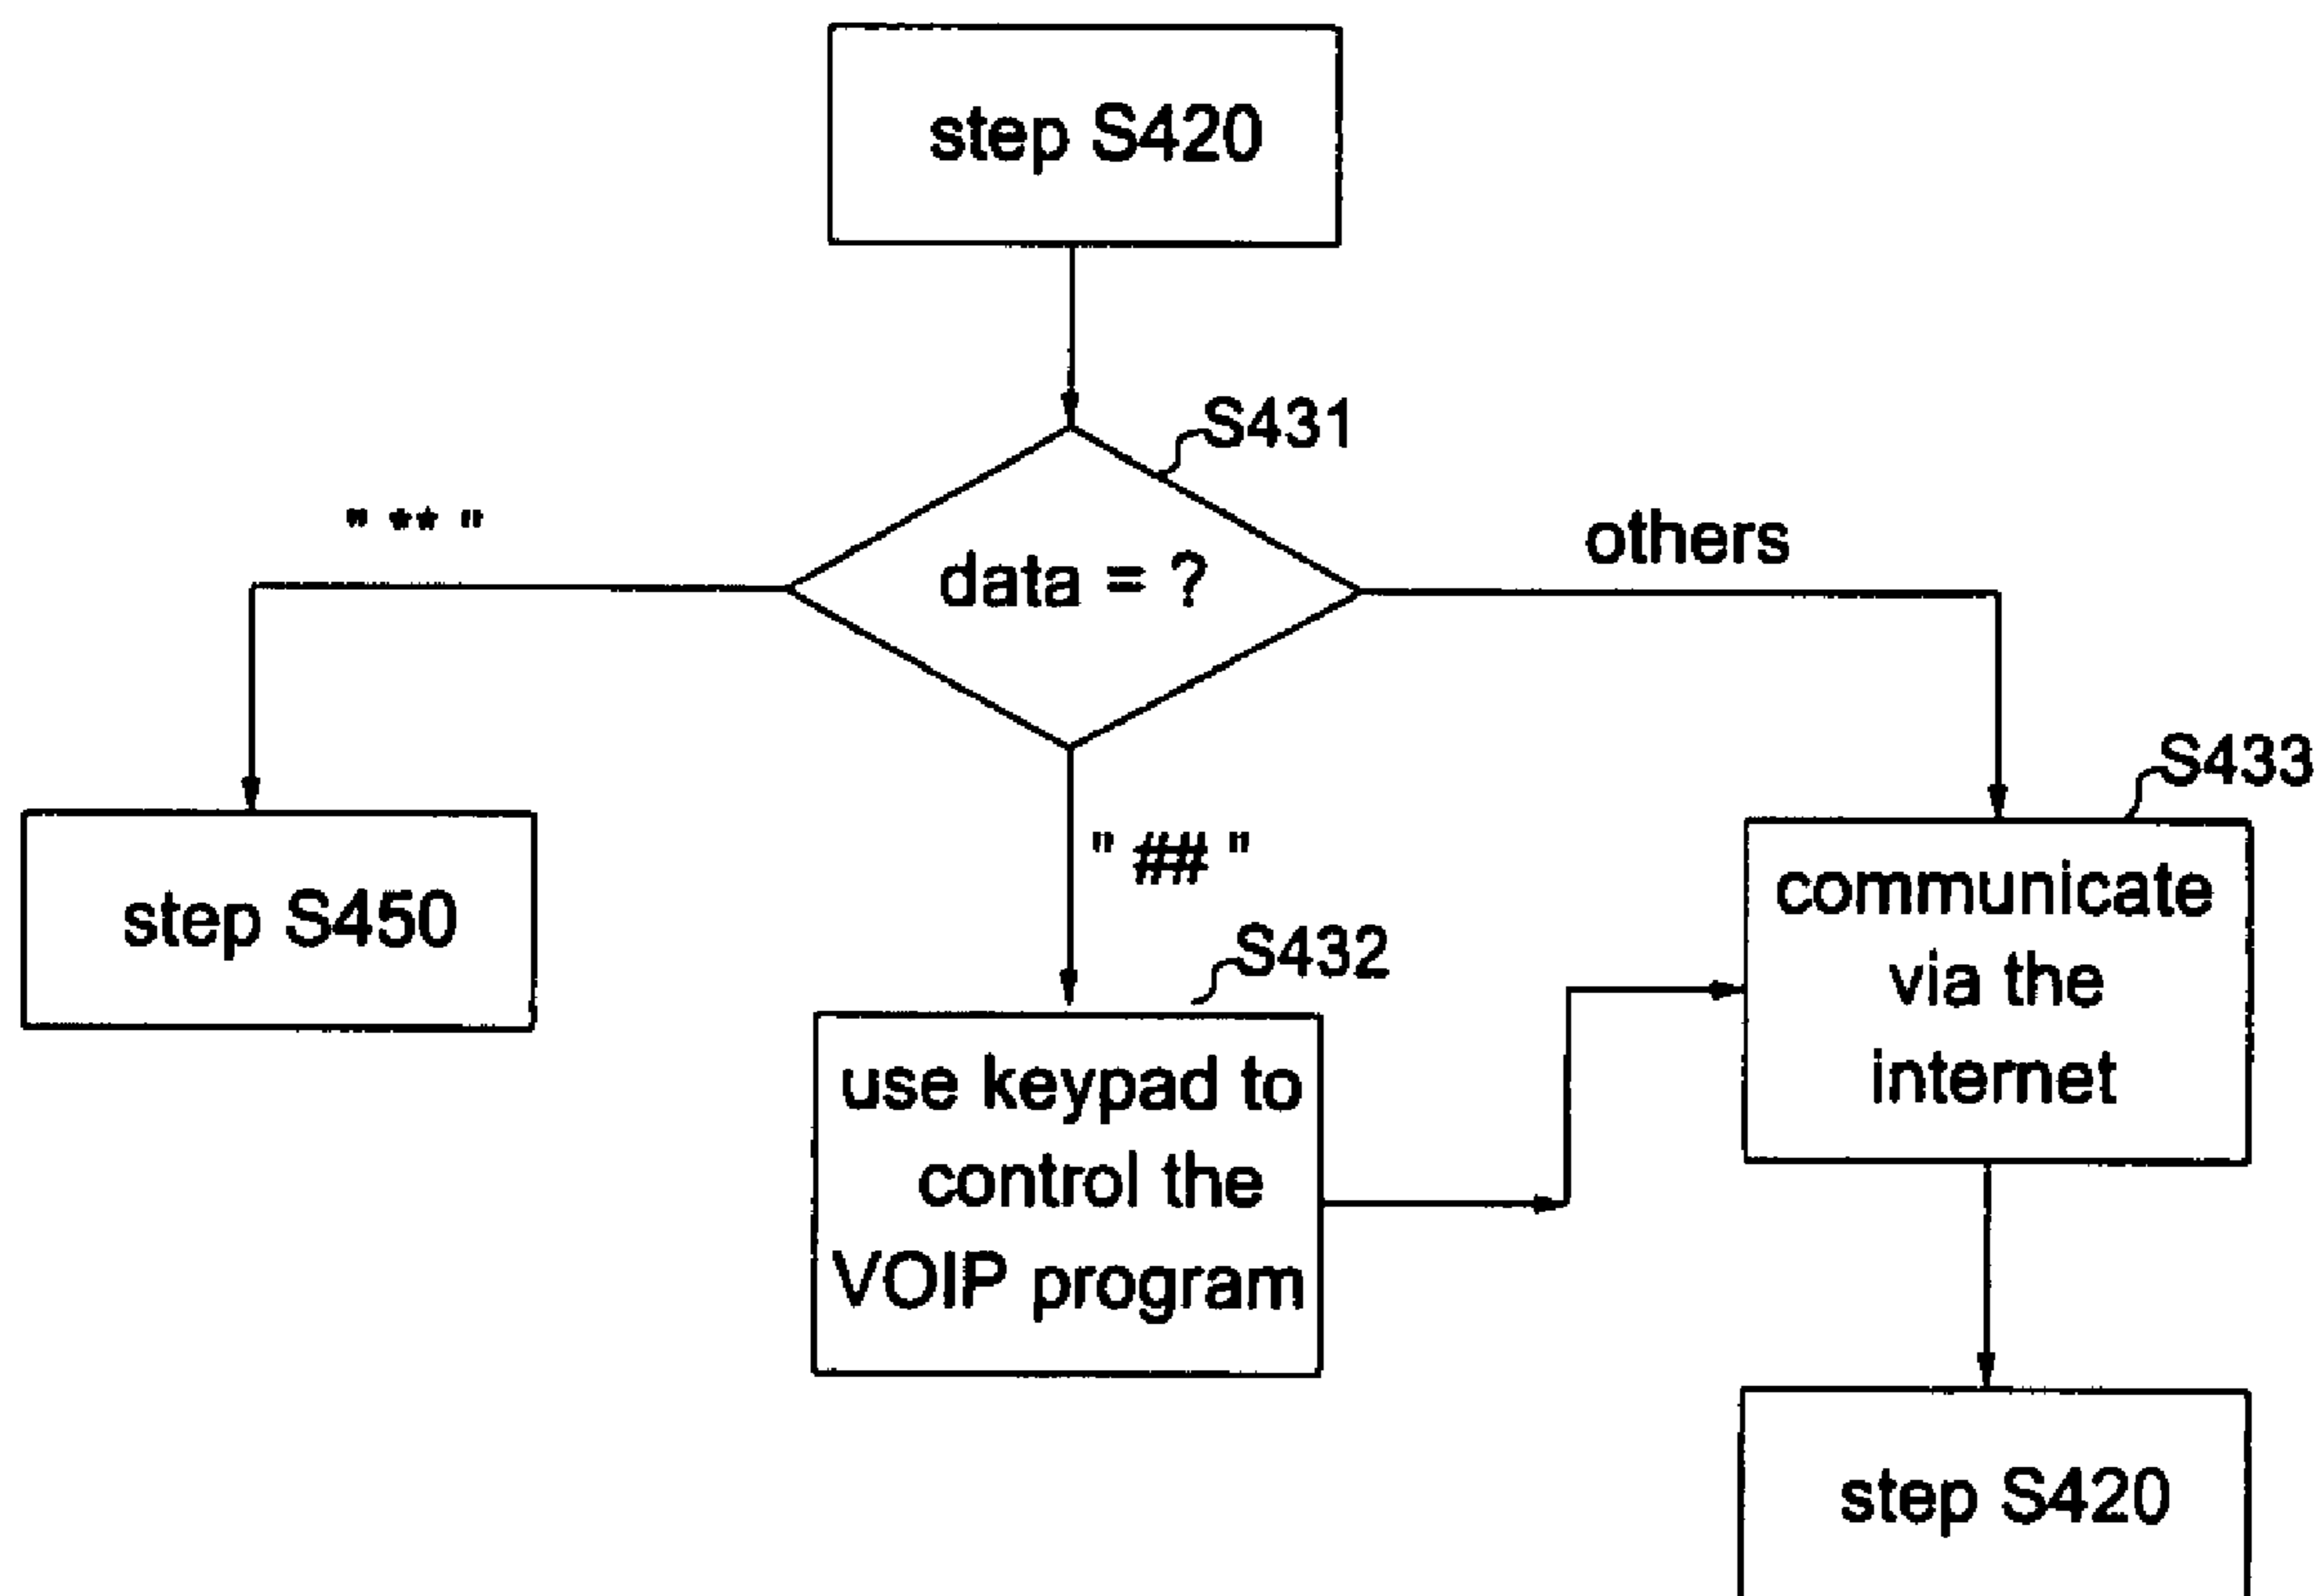 step S420
S431
" ** "
data = ?
others
S433
" ## "
communicate
via the
internet
step S450
S432
use keypad to
control the
VOIP program
step S420